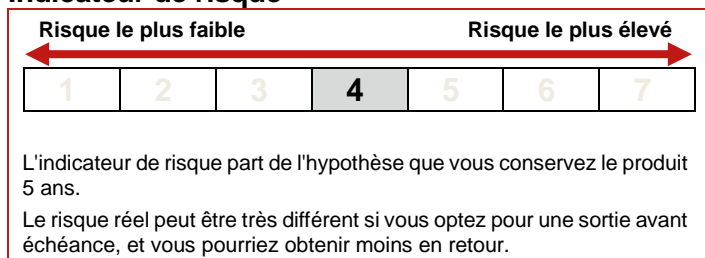 Indicateur de risque
Risque le plus faible Risque le plus élevé
1 2 3 4 5 6 7
L'indicateur de risque part de l'hypothèse que vous conservez le produit
5 ans.
Le risque réel peut être très différent si vous optez pour une sortie avant
échéance, et vous pourriez obtenir moins en retour.